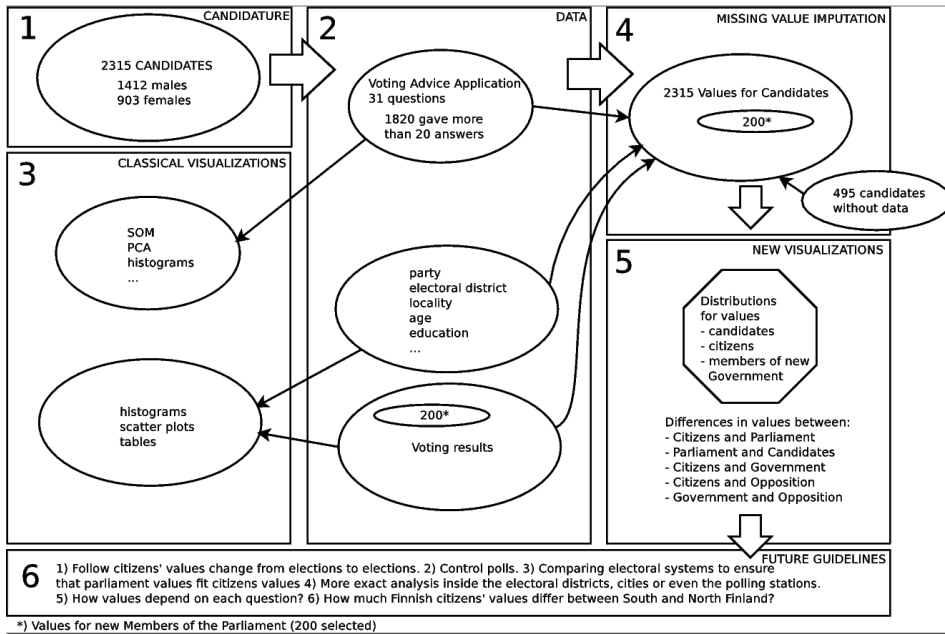 1
CANDIDATURE
2315 CANDIDATES
1412 males
903 females
2
DATA
Voting Advice Application
31 questions
1820 gave more
than 20 answers
party
electoral district
locality
age
education
...
200*
Voting results
3
CLASSICAL VISUALIZATIONS
SOM
PCA
histograms
...
histograms
scatter plots
tables
4
MISSING VALUE IMPUTATION
2315 Values for Candidates
200*
495 candidates
without data
5
NEW VISUALIZATIONS
Distributions
for values
- candidates
- citizens
- members of new
Government
Differences in values between:
- Citizens and Parliament
- Parliament and Candidates
- Citizens and Government
- Citizens and Opposition
- Government and Opposition
6
FUTURE GUIDELINES
1) Follow citizens' values change from elections to elections. 2) Control polls. 3) Comparing electoral systems to ensure
that parliament values fit citizens values 4) More exact analysis inside the electoral districts, cities or even the polling stations.
5) How values depend on each question? 6) How much Finnish citizens' values differ between South and North Finland?
*) Values for new Members of the Parliament (200 selected)